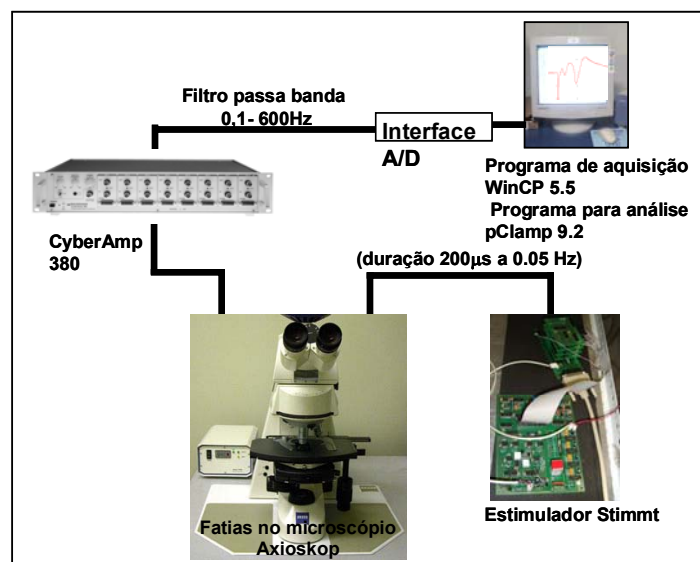 Filtro passa banda
0,1- 600Hz
Interface
A/D
Programa de aquisição
WinCP 5.5
Programa para análise
pClamp 9.2
CyberAmp
380
(duração 200µs a 0.05 Hz)
Fatias no microscópio
Axioskop
Estimulador Stimmt